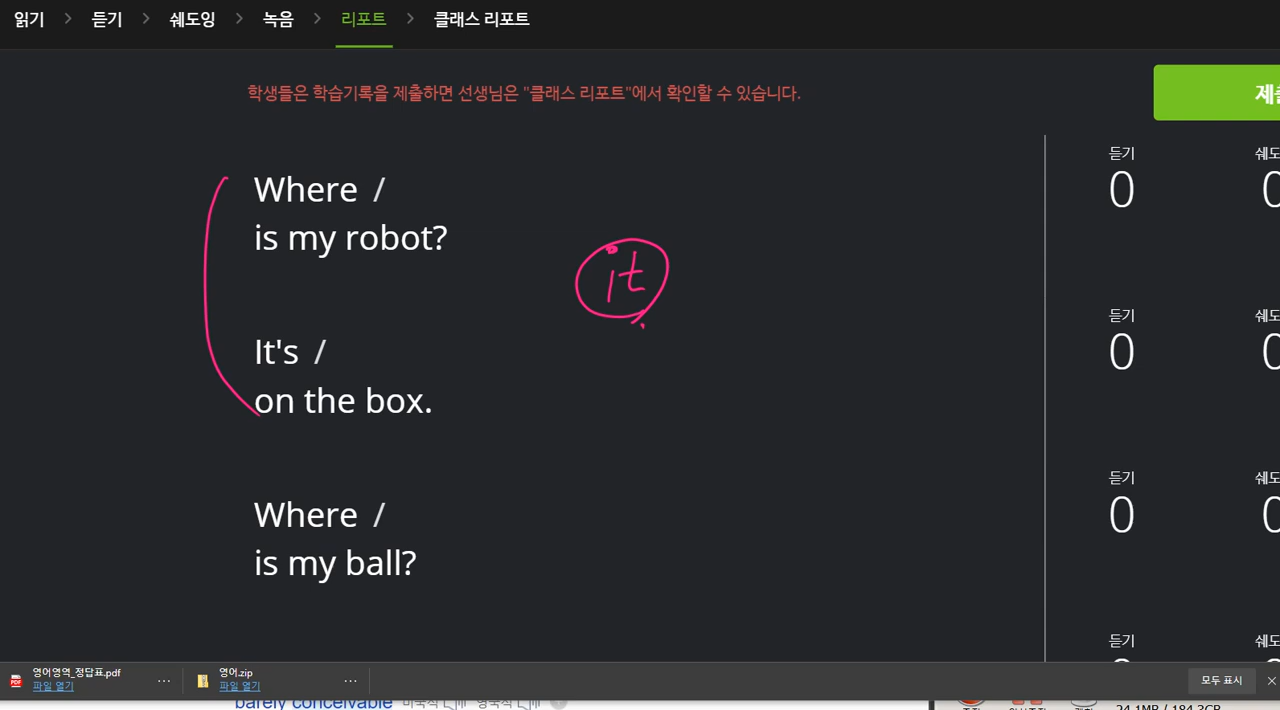 읽기 > 듣기 > 쉐도잉 > 녹음 > 리포트 > 클래스 리포트
학생들은 학습기록을 제출하면 선생님은 "클래스 리포트"에서 확인할 수 있습니다.
듣기
0
Where /
is my robot?
it
듣기
0
It's /
on the box.
듣기
0
Where /
is my ball?
듣기
영어영역_정답표.pdf
파일 열기
영어.zip
파일 열기
모두 표시
barely conceivable
24.1MB / 184.3GB